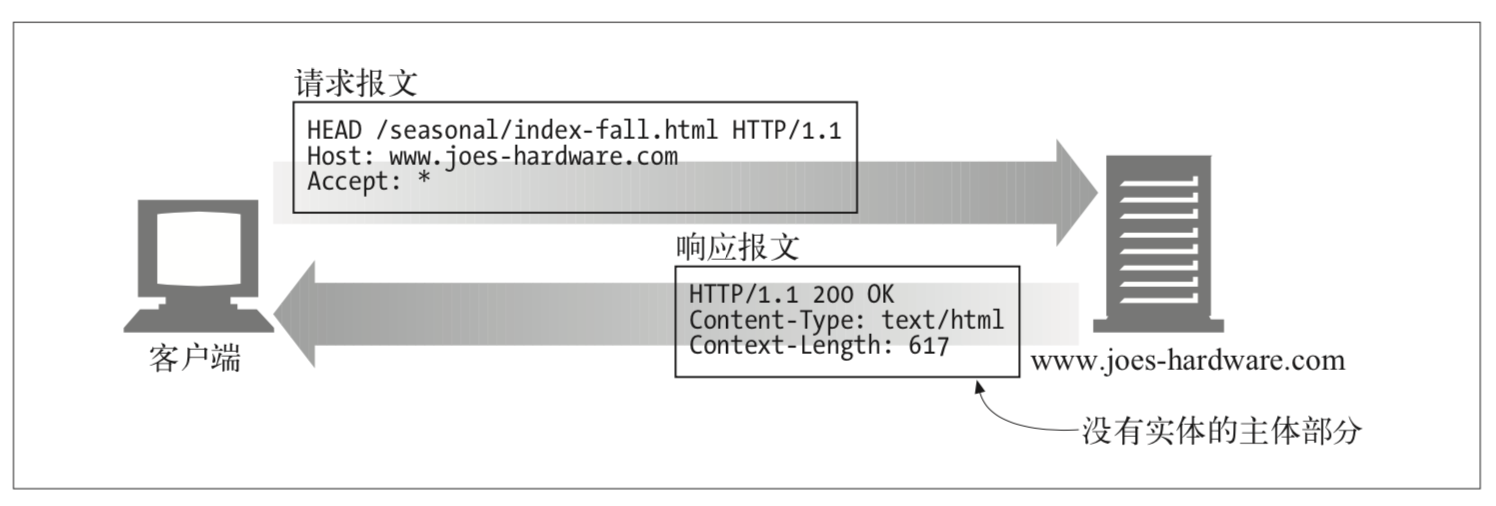 请求报文
HEAD /seasonal/index-fall.html HTTP/1.1
Host: www.joes-hardware.com
Accept: *
响应报文
HTTP/1.1 200 OK
Content-Type: text/html
Context-Length: 617
客户端
www.joes-hardware.com
没有实体的主体部分